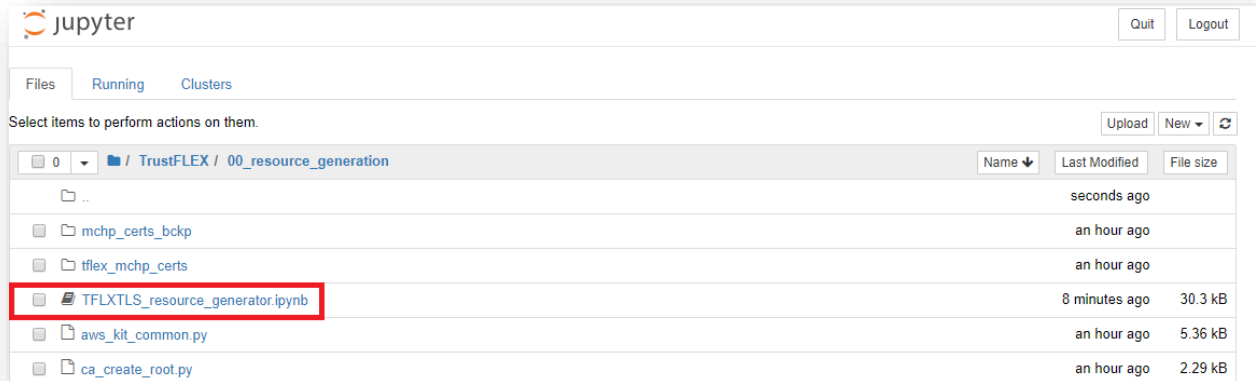 jupyter
Quit Logout
Files Running Clusters
Select items to perform actions on them.
Upload New
0 / TrustFLEX / 00_resource_generation Name Last Modified File size
.. seconds ago
mchp_certs_bckp an hour ago
tflex_mchp_certs an hour ago
TFLXTLS_resource_generator.ipynb 8 minutes ago 30.3 kB
aws_kit_common.py an hour ago 5.36 kB
ca_create_root.py an hour ago 2.29 kB